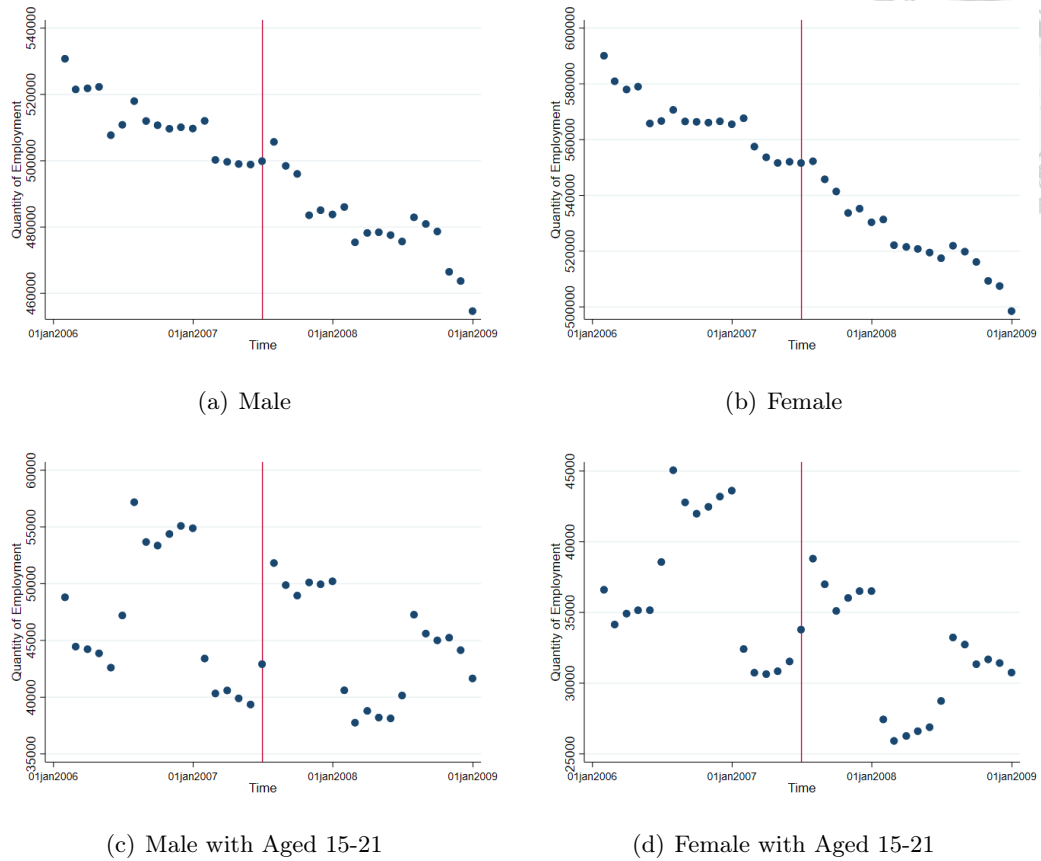 540000
520000
500000
480000
460000
Quantity of Employment
01jan2006 01jan2007 01jan2008 01jan2009
Time
(a) Male
600000
580000
560000
540000
520000
500000
Quantity of Employment
01jan2006 01jan2007 01jan2008 01jan2009
Time
(b) Female
60000
55000
50000
45000
40000
35000
Quantity of Employment
01jan2006 01jan2007 01jan2008 01jan2009
Time
(c) Male with Aged 15-21
45000
40000
35000
30000
25000
Quantity of Employment
01jan2006 01jan2007 01jan2008 01jan2009
Time
(d) Female with Aged 15-21